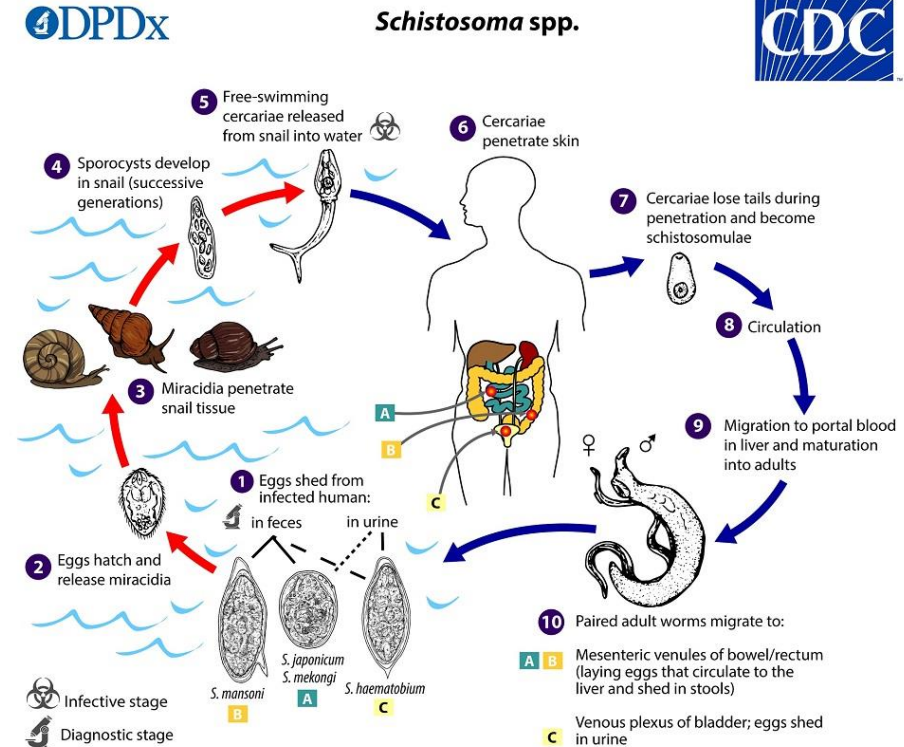 DPDx
Schistosoma spp.
CDC
TM
5 Free-swimming
cercariae released
from snail into water
6 Cercariae
penetrate skin
4 Sporocysts develop
in snail (successive
generations)
7 Cercariae lose tails during
penetration and become
schistosomulae
8 Circulation
3 Miracidia penetrate
snail tissue
A
B
C
9 Migration to portal blood
in liver and maturation
into adults
♀ ♂
1 Eggs shed from
infected human:
in feces in urine
2 Eggs hatch and
release miracidia
S. mansoni
B
S. japonicum
S. mekongi
A
S. haematobium
C
10 Paired adult worms migrate to:
A B Mesenteric venules of bowel/rectum
(laying eggs that circulate to the
liver and shed in stools)
C Venous plexus of bladder; eggs shed
in urine
Infective stage
Diagnostic stage